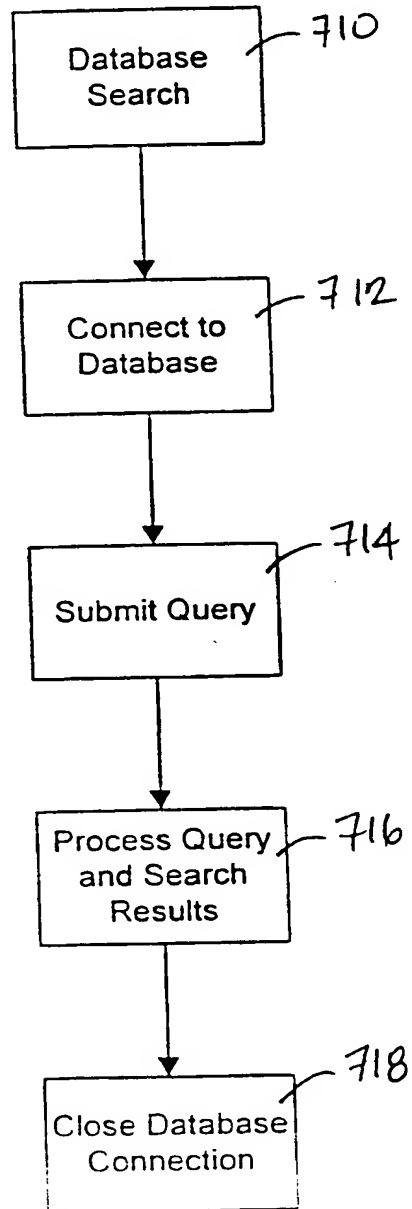 710
Database
Search
712
Connect to
Database
714
Submit Query
716
Process Query
and Search
Results
718
Close Database
Connection